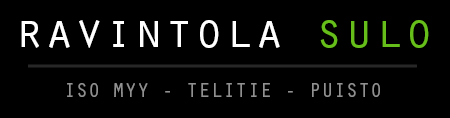 RAVINTOLA SULO
ISO MYY - TELITIE - PUISTO